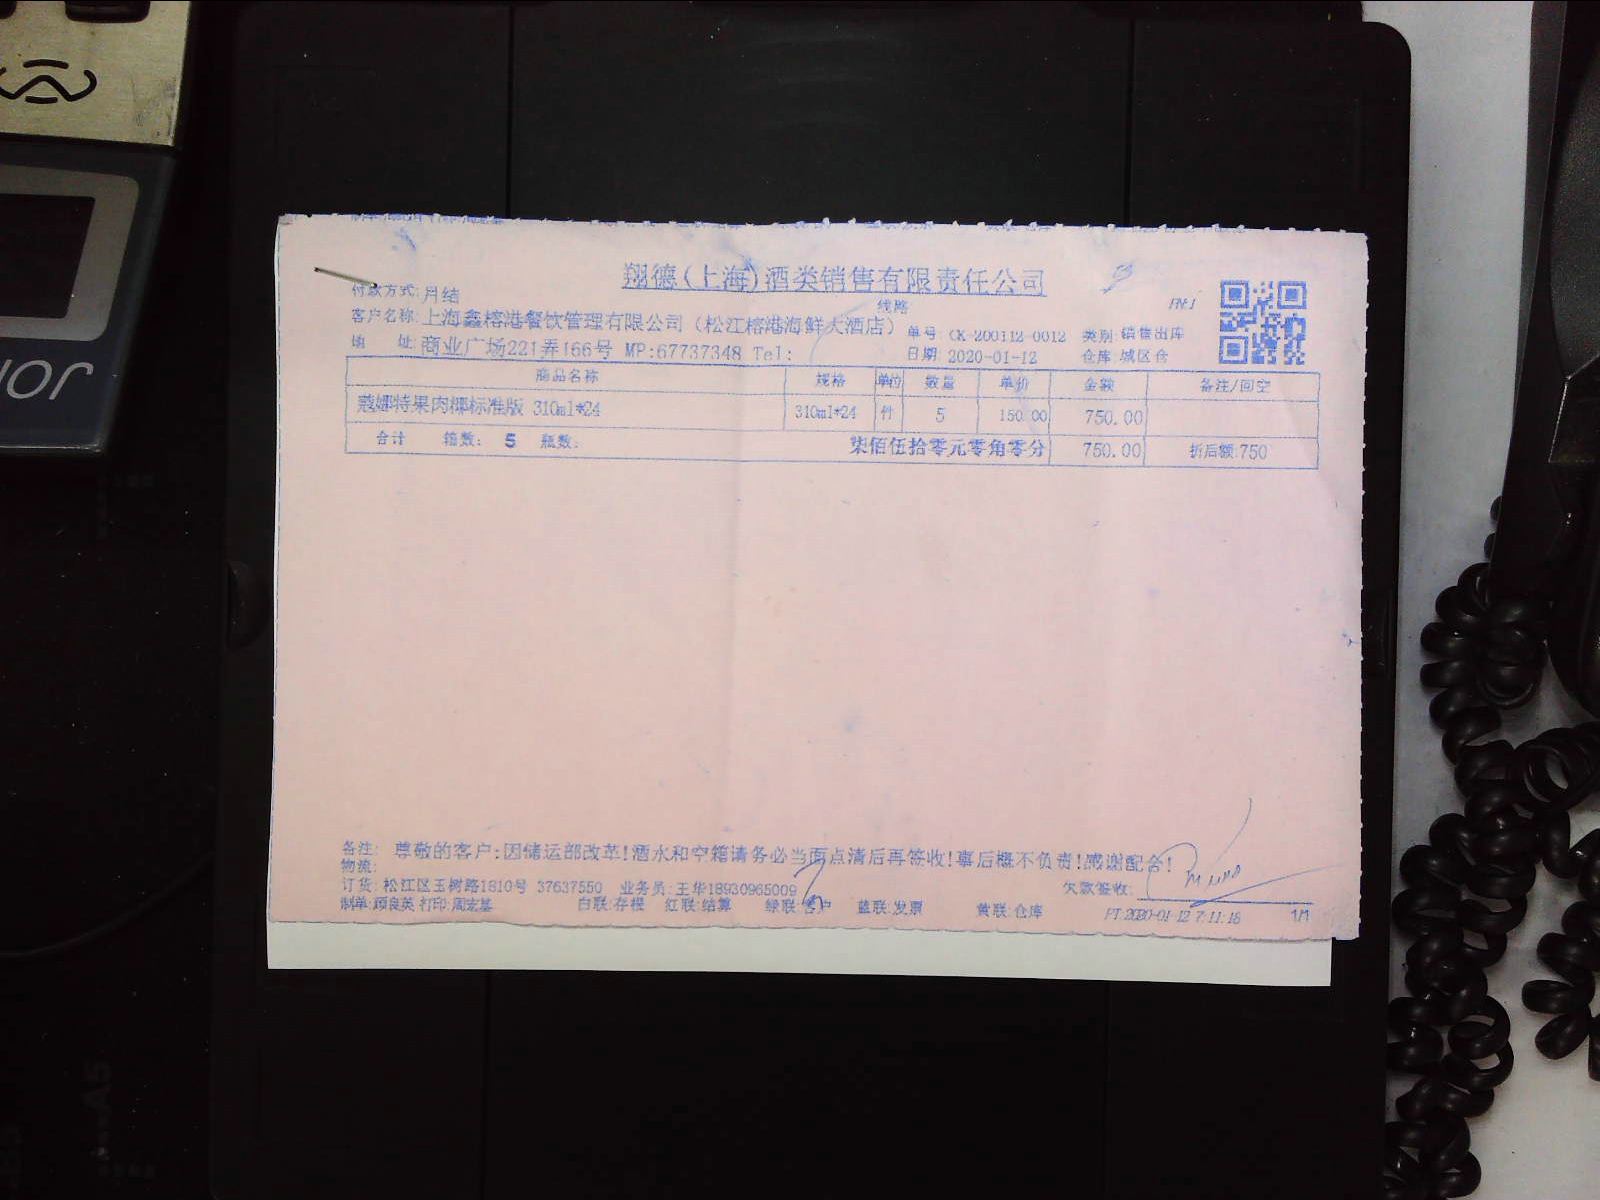 翔德(上海)酒类销售有限责任公司
付款方式:月结
线路
客户名称:上海鑫榕港餐饮管理有限公司（松江榕港海鲜大酒店）
单号: CK-200112-0012 类别:销售出库
地 址:商业广场221弄166号 MP:67737348 Tel:
日期: 2020-01-12 仓库:城区仓
商品名称 规格 单位 数量 单价 金额 备注/回空
蔻娜特果肉椰标准版 310ml*24 310ml*24 件 5 150.00 750.00
合计 箱数: 5 瓶数: 柒佰伍拾零元零角零分 750.00 折后额:750
备注: 尊敬的客户:因储运部改革!酒水和空箱请务必当面点清后再签收!事后概不负责!感谢配合!
物流:
订货: 松江区玉树路1810号 37637550 业务员:王华18930965009 欠款签收:
制单:顾良英 打印:周宏基 白联:存根 红联:结算 绿联:客户 蓝联:发票 黄联:仓库 PT:2020-01-12 7:11:18 1/1